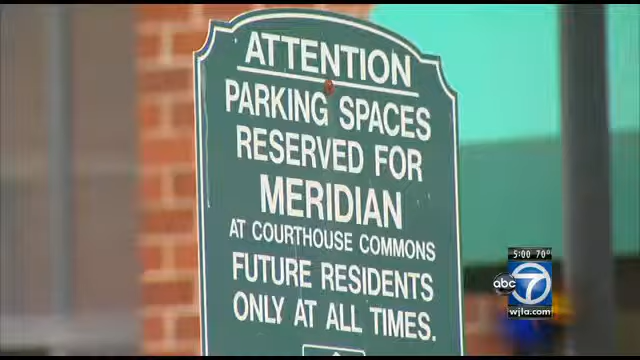 ATTENTION
PARKING SPACES
RESERVED FOR
MERIDIAN
AT COURTHOUSE COMMONS
FUTURE RESIDENTS
ONLY AT ALL TIMES.
5:00 70°
abc 7
wjla.com